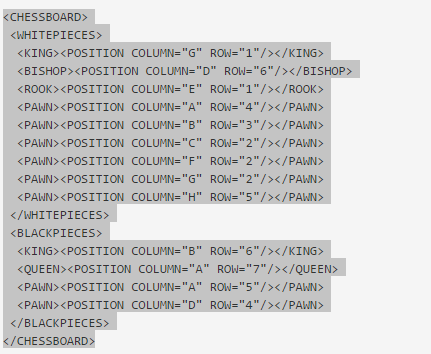 <CHESSBOARD>
<WHITEPIECES>
<KING><POSITION COLUMN="G" ROW="1"/></KING>
<BISHOP><POSITION COLUMN="D" ROW="6"/></BISHOP>
<ROOK><POSITION COLUMN="E" ROW="1"/></ROOK>
<PAWN><POSITION COLUMN="A" ROW="4"/></PAWN>
<PAWN><POSITION COLUMN="B" ROW="3"/></PAWN>
<PAWN><POSITION COLUMN="C" ROW="2"/></PAWN>
<PAWN><POSITION COLUMN="F" ROW="2"/></PAWN>
<PAWN><POSITION COLUMN="G" ROW="2"/></PAWN>
<PAWN><POSITION COLUMN="H" ROW="5"/></PAWN>
</WHITEPIECES>
<BLACKPIECES>
<KING><POSITION COLUMN="B" ROW="6"/></KING>
<QUEEN><POSITION COLUMN="A" ROW="7"/></QUEEN>
<PAWN><POSITION COLUMN="A" ROW="5"/></PAWN>
<PAWN><POSITION COLUMN="D" ROW="4"/></PAWN>
</BLACKPIECES>
</CHESSBOARD>